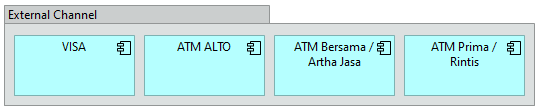 External Channel
VISA
ATM ALTO
ATM Bersama /
Artha Jasa
ATM Prima /
Rintis